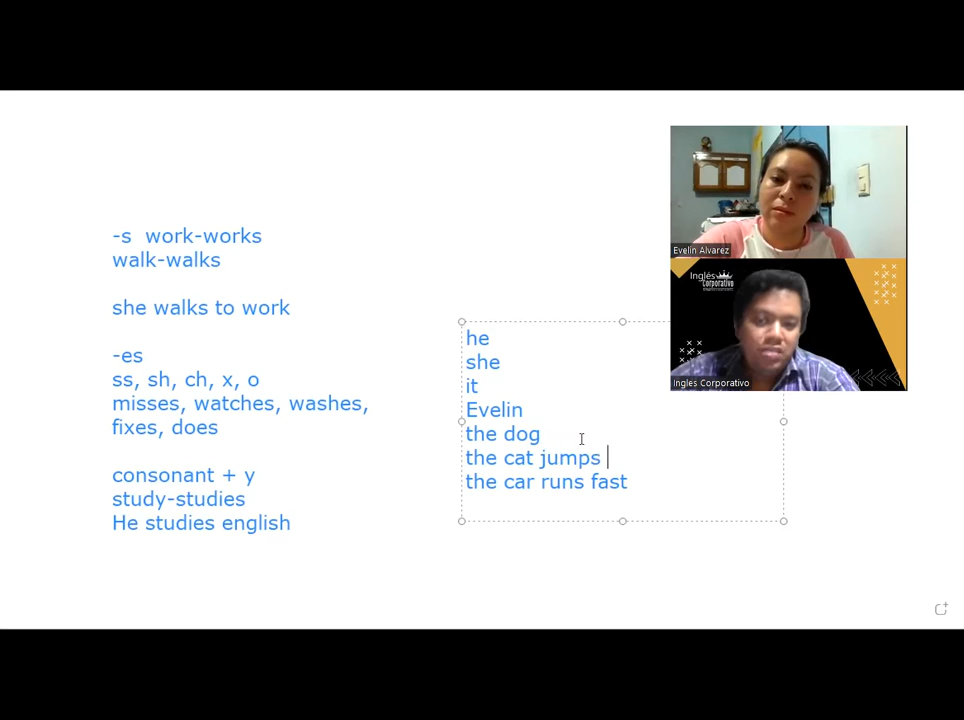 -s  work-works
walk-walks
she walks to work
-es
ss, sh, ch, x, o
misses, watches, washes,
fixes, does
consonant + y
study-studies
He studies english
he
she
it
Evelin
the dog
the cat jumps
the car runs fast
Evelin Alvarez
Inglés
Corporativo
Ingles Corporativo